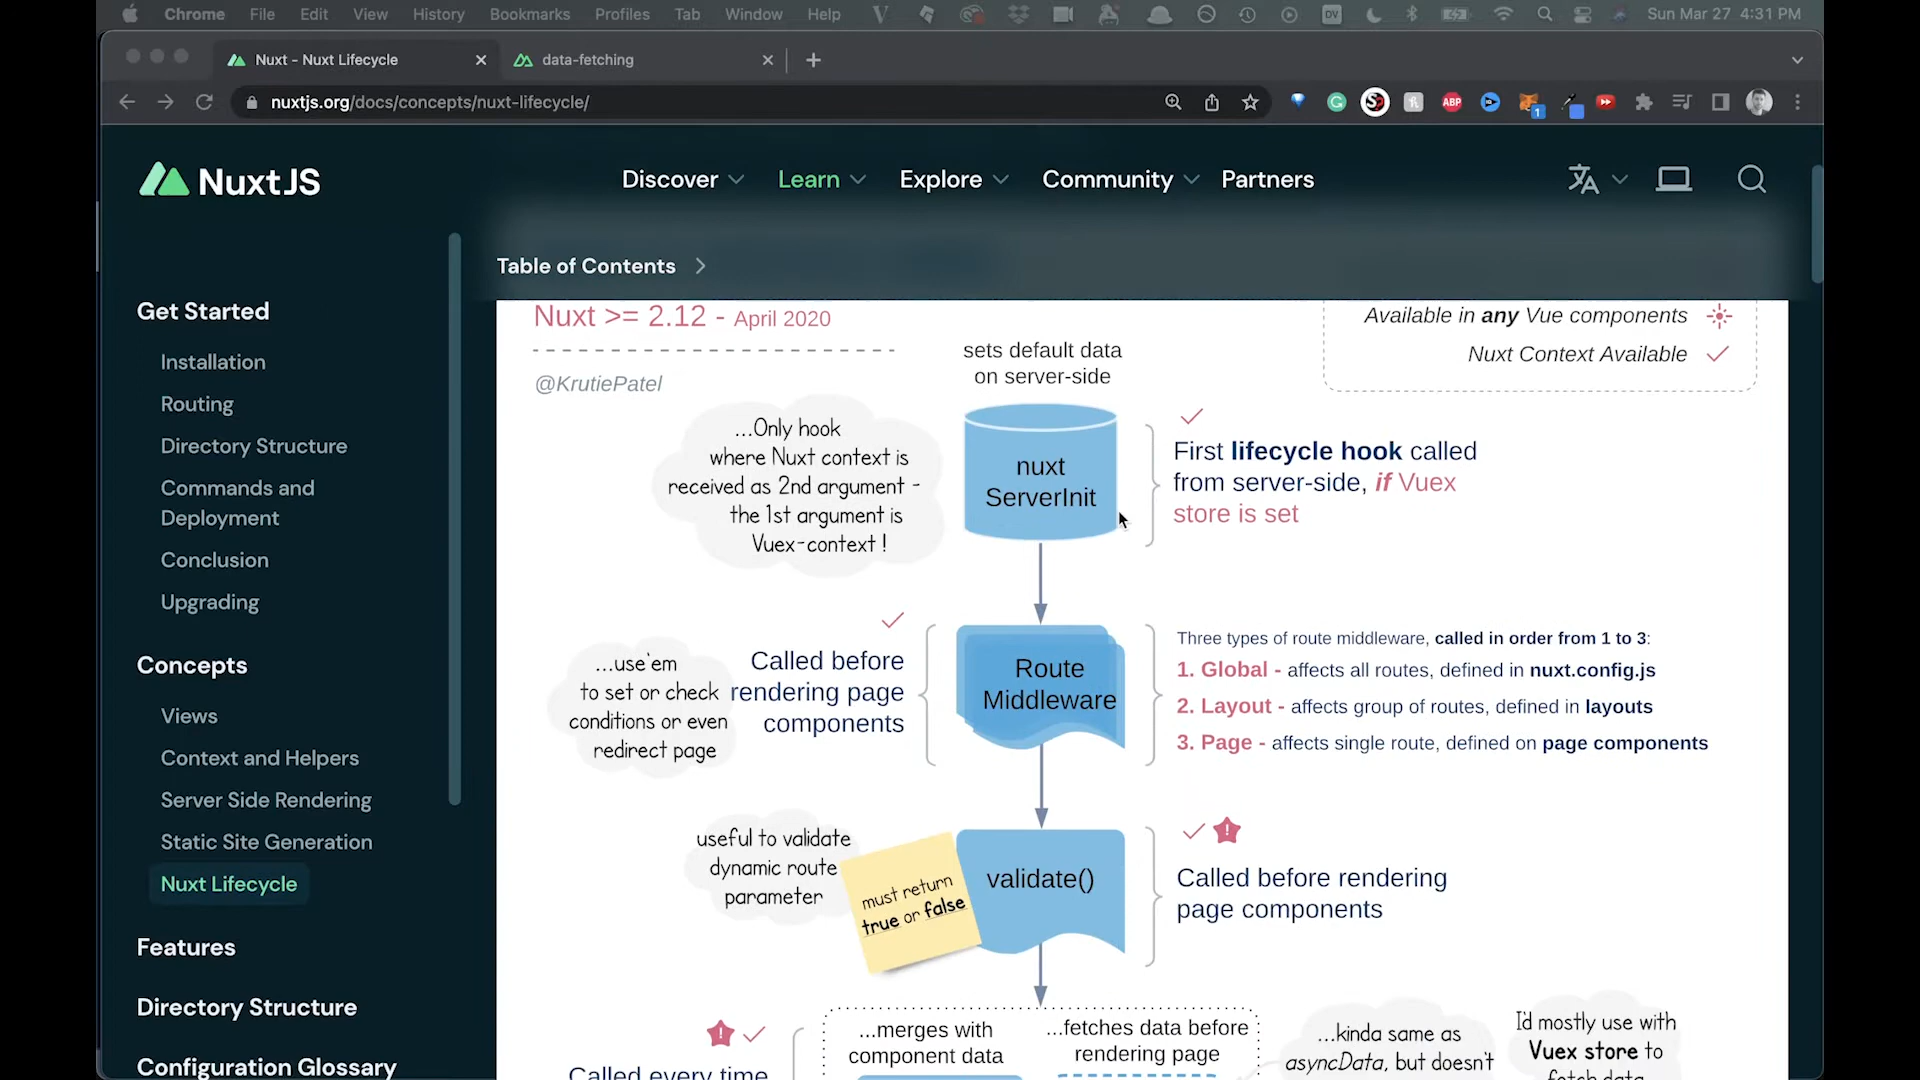 Chrome File Edit View History Bookmarks Profiles Tab Window Help
DV
Sun Mar 27 4:31 PM
Nuxt - Nuxt Lifecycle
data-fetching
nuxtjs.org/docs/concepts/nuxt-lifecycle/
ABP
1
NuxtJS
Discover
Learn
Explore
Community
Partners
Table of Contents
Get Started
Installation
Routing
Directory Structure
Commands and
Deployment
Conclusion
Upgrading
Concepts
Views
Context and Helpers
Server Side Rendering
Static Site Generation
Nuxt Lifecycle
Features
Directory Structure
Configuration Glossary
Nuxt >= 2.12 - April 2020
@KrutiePatel
Available in any Vue components
Nuxt Context Available
sets default data
on server-side
...Only hook
where Nuxt context is
received as 2nd argument -
the 1st argument is
Vuex-context !
nuxt
ServerInit
First lifecycle hook called
from server-side, if Vuex
store is set
...use'em
to set or check
conditions or even
redirect page
Called before
rendering page
components
Route
Middleware
Three types of route middleware, called in order from 1 to 3:
1. Global - affects all routes, defined in nuxt.config.js
2. Layout - affects group of routes, defined in layouts
3. Page - affects single route, defined on page components
useful to validate
dynamic route
parameter
must return
true or false
validate()
Called before rendering
page components
Called every time
...merges with
component data
...fetches data before
rendering page
...kinda same as
asyncData, but doesn't
I'd mostly use with
Vuex store to
fetch data